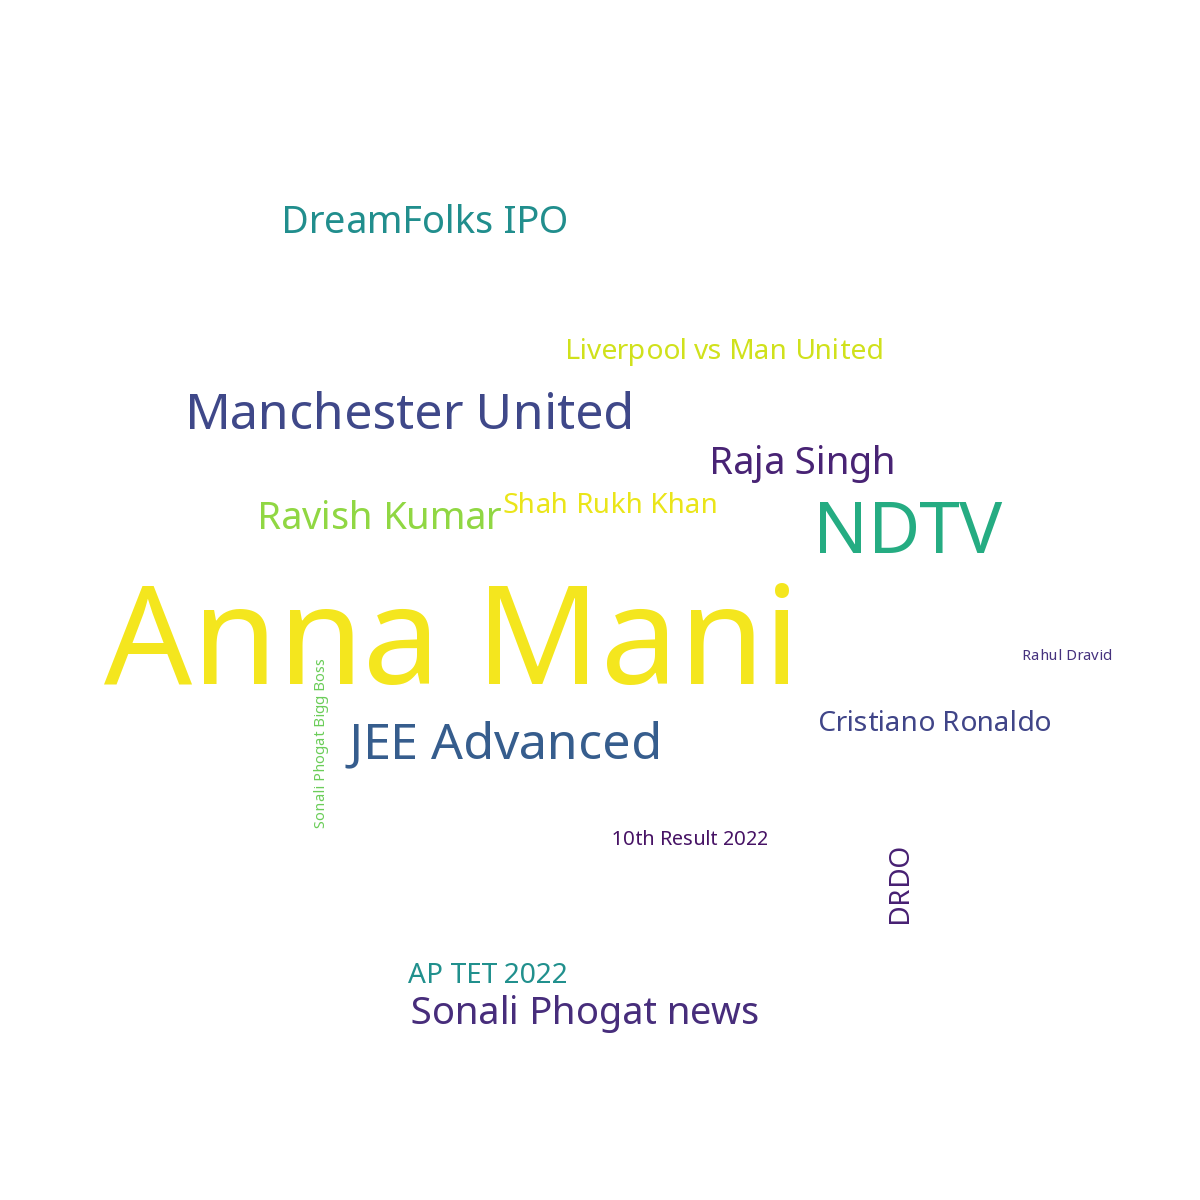 DreamFolks IPO
Liverpool vs Man United
Manchester United
Raja Singh
Ravish Kumar
Shah Rukh Khan
NDTV
Anna Mani
Rahul Dravid
Sonali Phogat Bigg Boss
JEE Advanced
Cristiano Ronaldo
10th Result 2022
DRDO
AP TET 2022
Sonali Phogat news